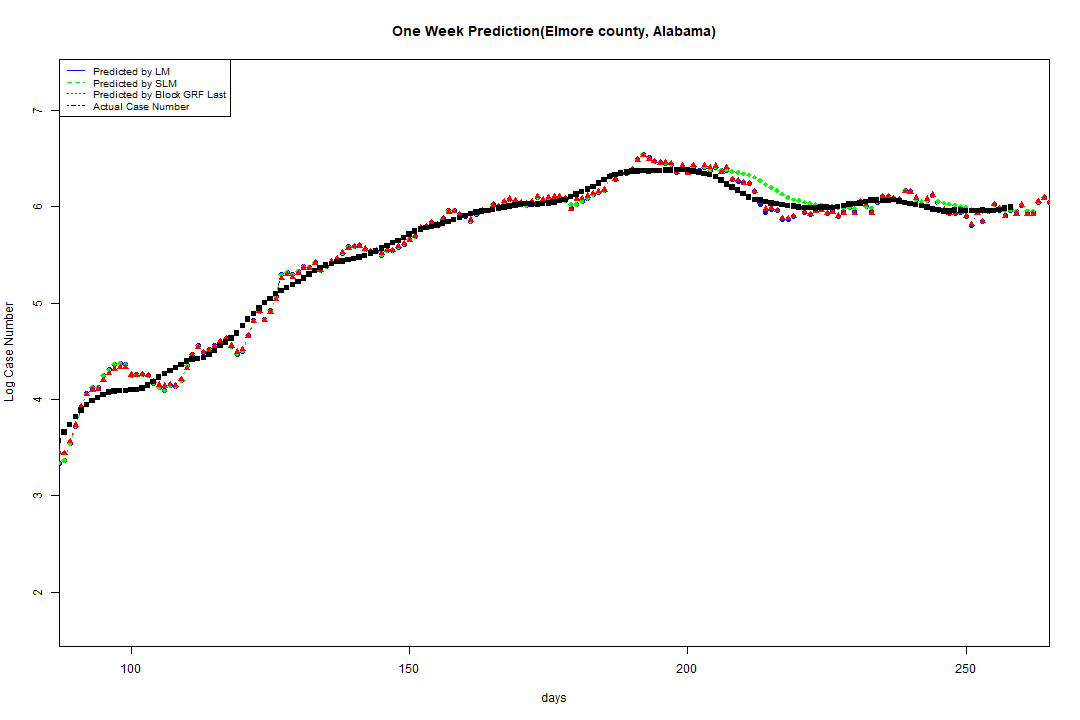 One Week Prediction(Elmore county, Alabama)
Predicted by LM
Predicted by SLM
Predicted by Block GRF Last
Actual Case Number
Log Case Number
7
6
5
4
3
2
100 150 200 250
days